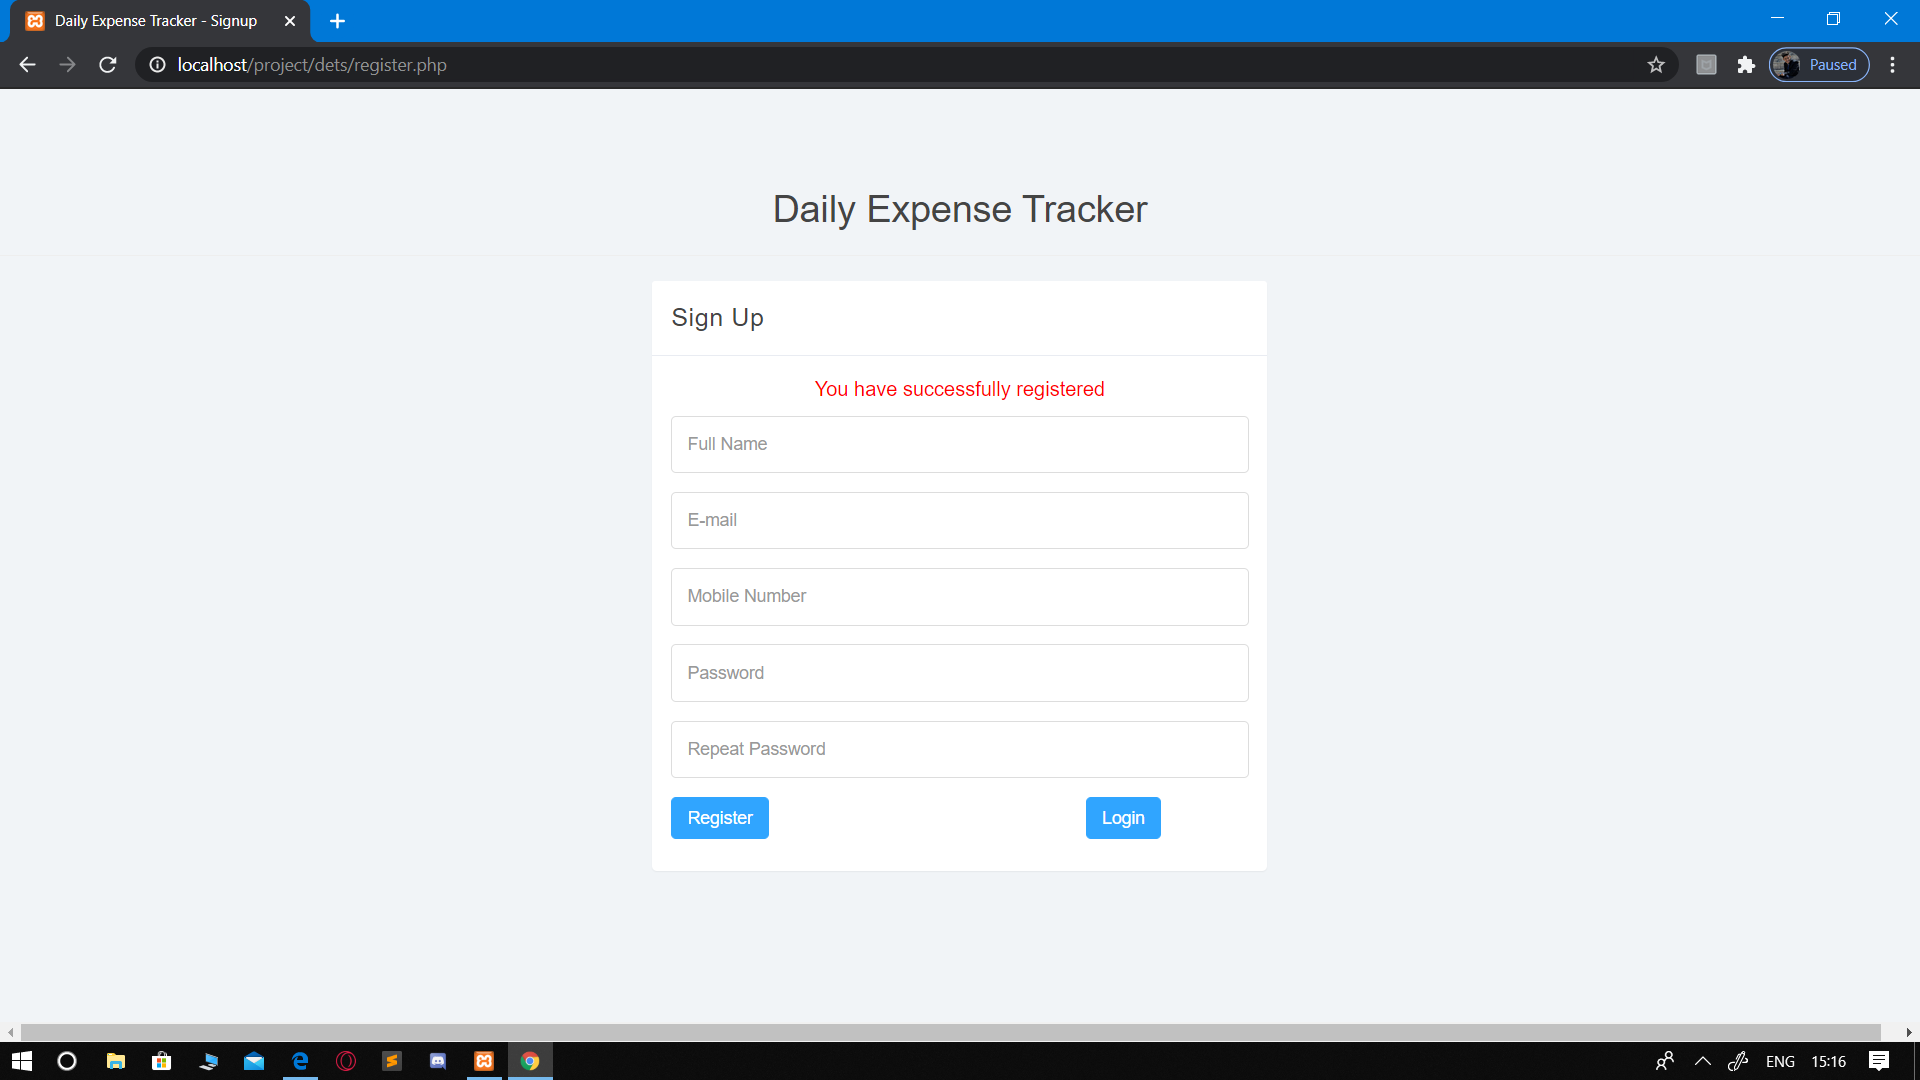 Daily Expense Tracker - Signup
localhost/project/dets/register.php
Paused
Daily Expense Tracker
Sign Up
You have successfully registered
Full Name
E-mail
Mobile Number
Password
Repeat Password
Register
Login
ENG
15:16